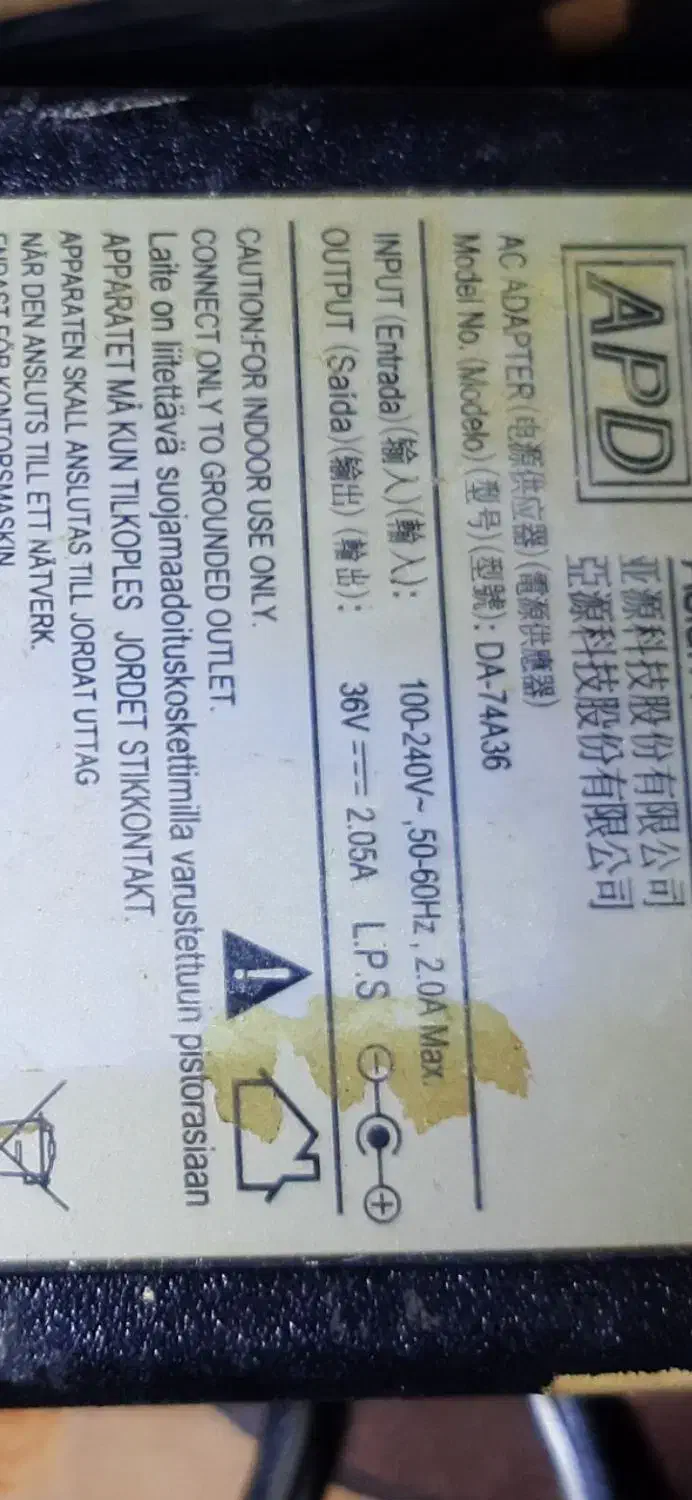 APD
亚源科技股份有限公司
亞源科技股份有限公司
AC ADAPTER (电源供应器) (電源供應器)
Model No. (Modelo) (型号) (型號): DA-74A36
INPUT (Entrada) (输入) (輸入): 100-240V~ ,50-60Hz , 2.0A Max.
OUTPUT (Saída) (输出) (輸出): 36V 2.05A L.P.S
CAUTION:FOR INDOOR USE ONLY.
CONNECT ONLY TO GROUNDED OUTLET.
Laite on liitettävä suojamaadoituskoskettimilla varustettuun pistorasiaan
APPARATET MÅ KUN TILKOPLES JORDET STIKKONTAKT.
APPARATEN SKALL ANSLUTAS TILL JORDAT UTTAG
NÄR DEN ANSLUTS TILL ETT NÄTVERK.
ENDAST FÖR KONTORSMASKIN